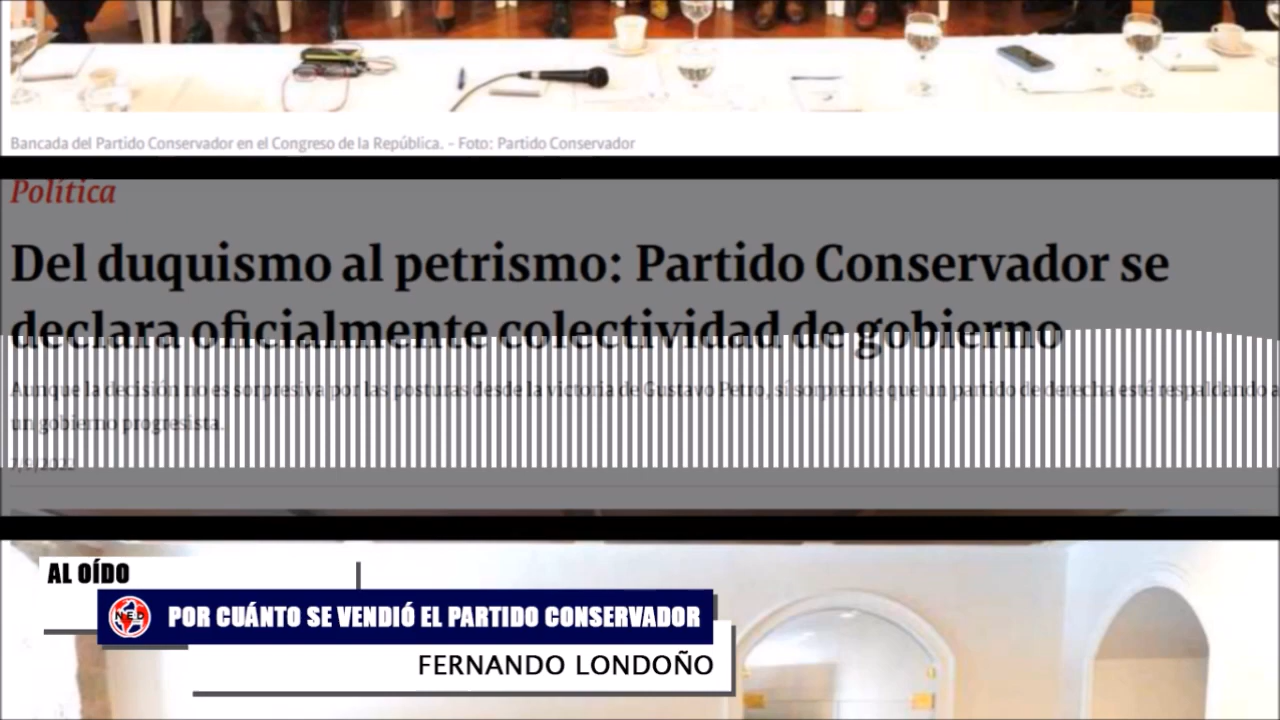 Bancada del Partido Conservador en el Congreso de la República. - Foto: Partido Conservador
Política
Del duquismo al petrismo: Partido Conservador se
declara oficialmente colectividad de gobierno
Aunque la decisión no es sorpresiva por las posturas desde la victoria de Gustavo Petro, sí sorprende que un partido de derecha esté respaldando a
un gobierno progresista.
AL OÍDO
POR CUÁNTO SE VENDIÓ EL PARTIDO CONSERVADOR
FERNANDO LONDOÑO